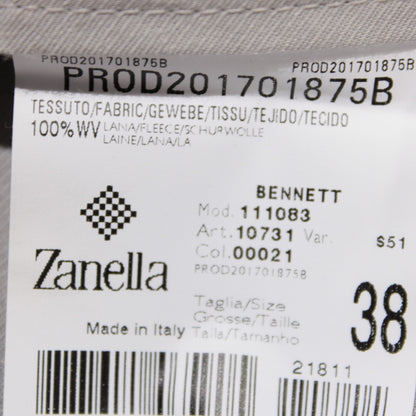 PROD201701875B PROD201701875B
PROD201701875B
TESSUTO/FABRIC/GEWEBE/TISSU/TEJIDO/TECIDO
100%WV LANA/FLEECE/SCHURWOLLE
LAINE/LANA/LA
BENNETT
Mod. 111083
Art. 10731 Var. $51
Col. 00021
PROD201701875B
Zanella
Taglia/Size
Grosse/Taille
Talla/Tamanho
38
Made in Italy
21811